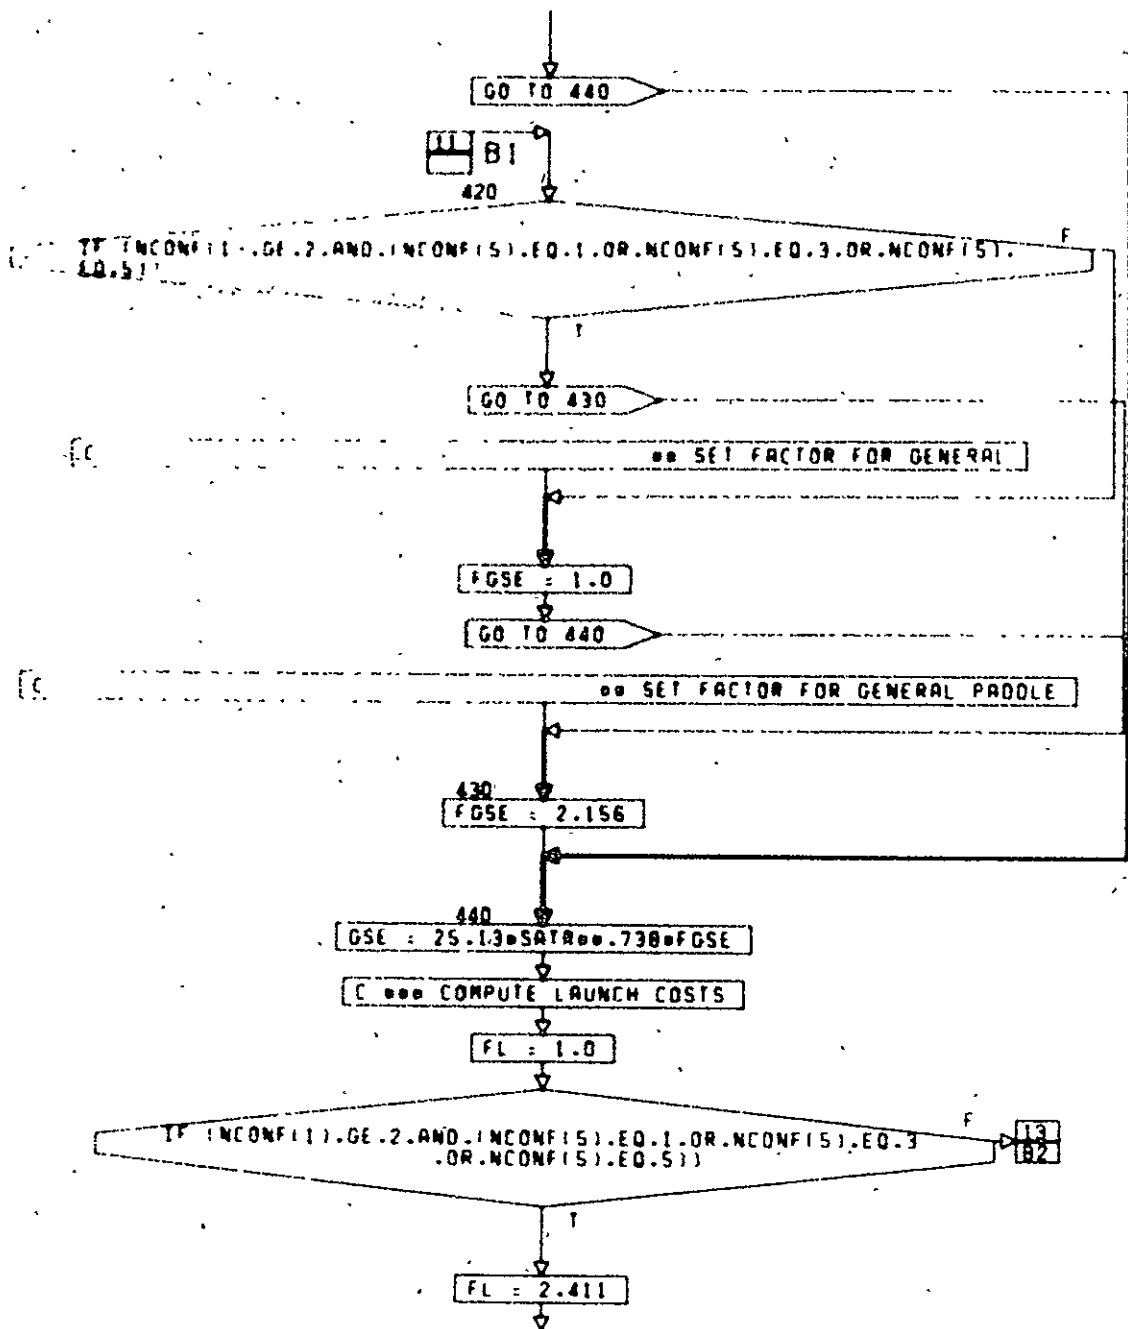 GO TO 440
11
B1
420
IF (NCONF(1 .GE.2.AND.(NCONF(5).EQ.1.OR.NCONF(5).EQ.3.OR.NCONF(5).
EQ.5))
F
T
GO TO 430
C ** SET FACTOR FOR GENERAL
FGSE = 1.0
GO TO 440
C ** SET FACTOR FOR GENERAL PADDLE
430
FGSE = 2.156
440
GSE = 25.13*SATR**.738*FGSE
C *** COMPUTE LAUNCH COSTS
FL = 1.0
IF (NCONF(1).GE.2.AND.(NCONF(5).EQ.1.OR.NCONF(5).EQ.3
.OR.NCONF(5).EQ.5))
F
13
B2
T
FL = 2.411